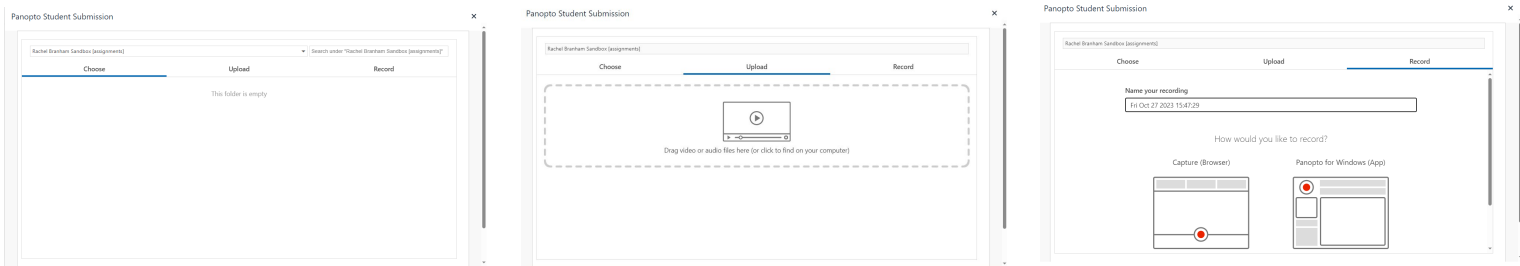 Panopto Student Submission
×
Rachel Branham Sandbox [assignments]
Search under "Rachel Branham Sandbox [assignments]"
Choose
Upload
Record
This folder is empty
Panopto Student Submission
×
Rachel Branham Sandbox [assignments]
Choose
Upload
Record
Drag video or audio files here (or click to find on your computer)
Panopto Student Submission
×
Rachel Branham Sandbox [assignments]
Choose
Upload
Record
Name your recording
Fri Oct 27 2023 15:47:29
How would you like to record?
Capture (Browser)
Panopto for Windows (App)